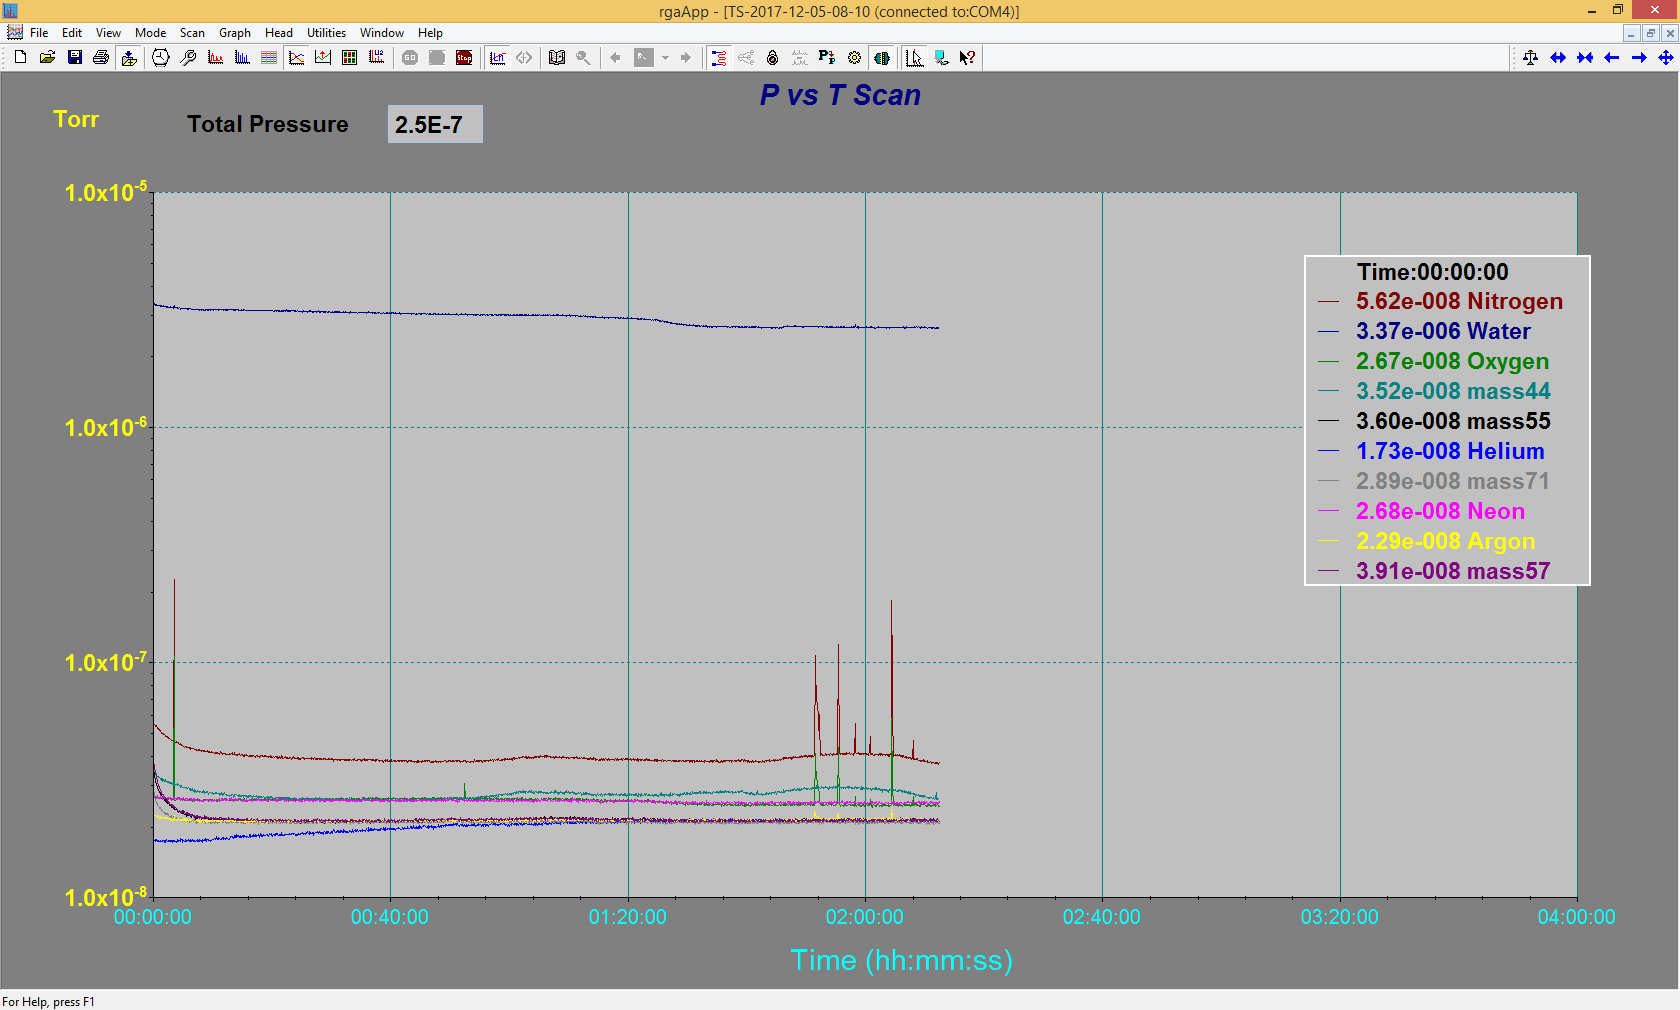 rgaApp - [TS-2017-12-05-08-10 (connected to:COM4)]
File Edit View Mode Scan Graph Head Utilities Window Help
GO Stop
P vs T Scan
Torr
Total Pressure 2.5E-7
1.0x10-5
1.0x10-6
1.0x10-7
1.0x10-8
Time:00:00:00
5.62e-008 Nitrogen
3.37e-006 Water
2.67e-008 Oxygen
3.52e-008 mass44
3.60e-008 mass55
1.73e-008 Helium
2.89e-008 mass71
2.68e-008 Neon
2.29e-008 Argon
3.91e-008 mass57
00:00:00 00:40:00 01:20:00 02:00:00 02:40:00 03:20:00 04:00:00
Time (hh:mm:ss)
For Help, press F1